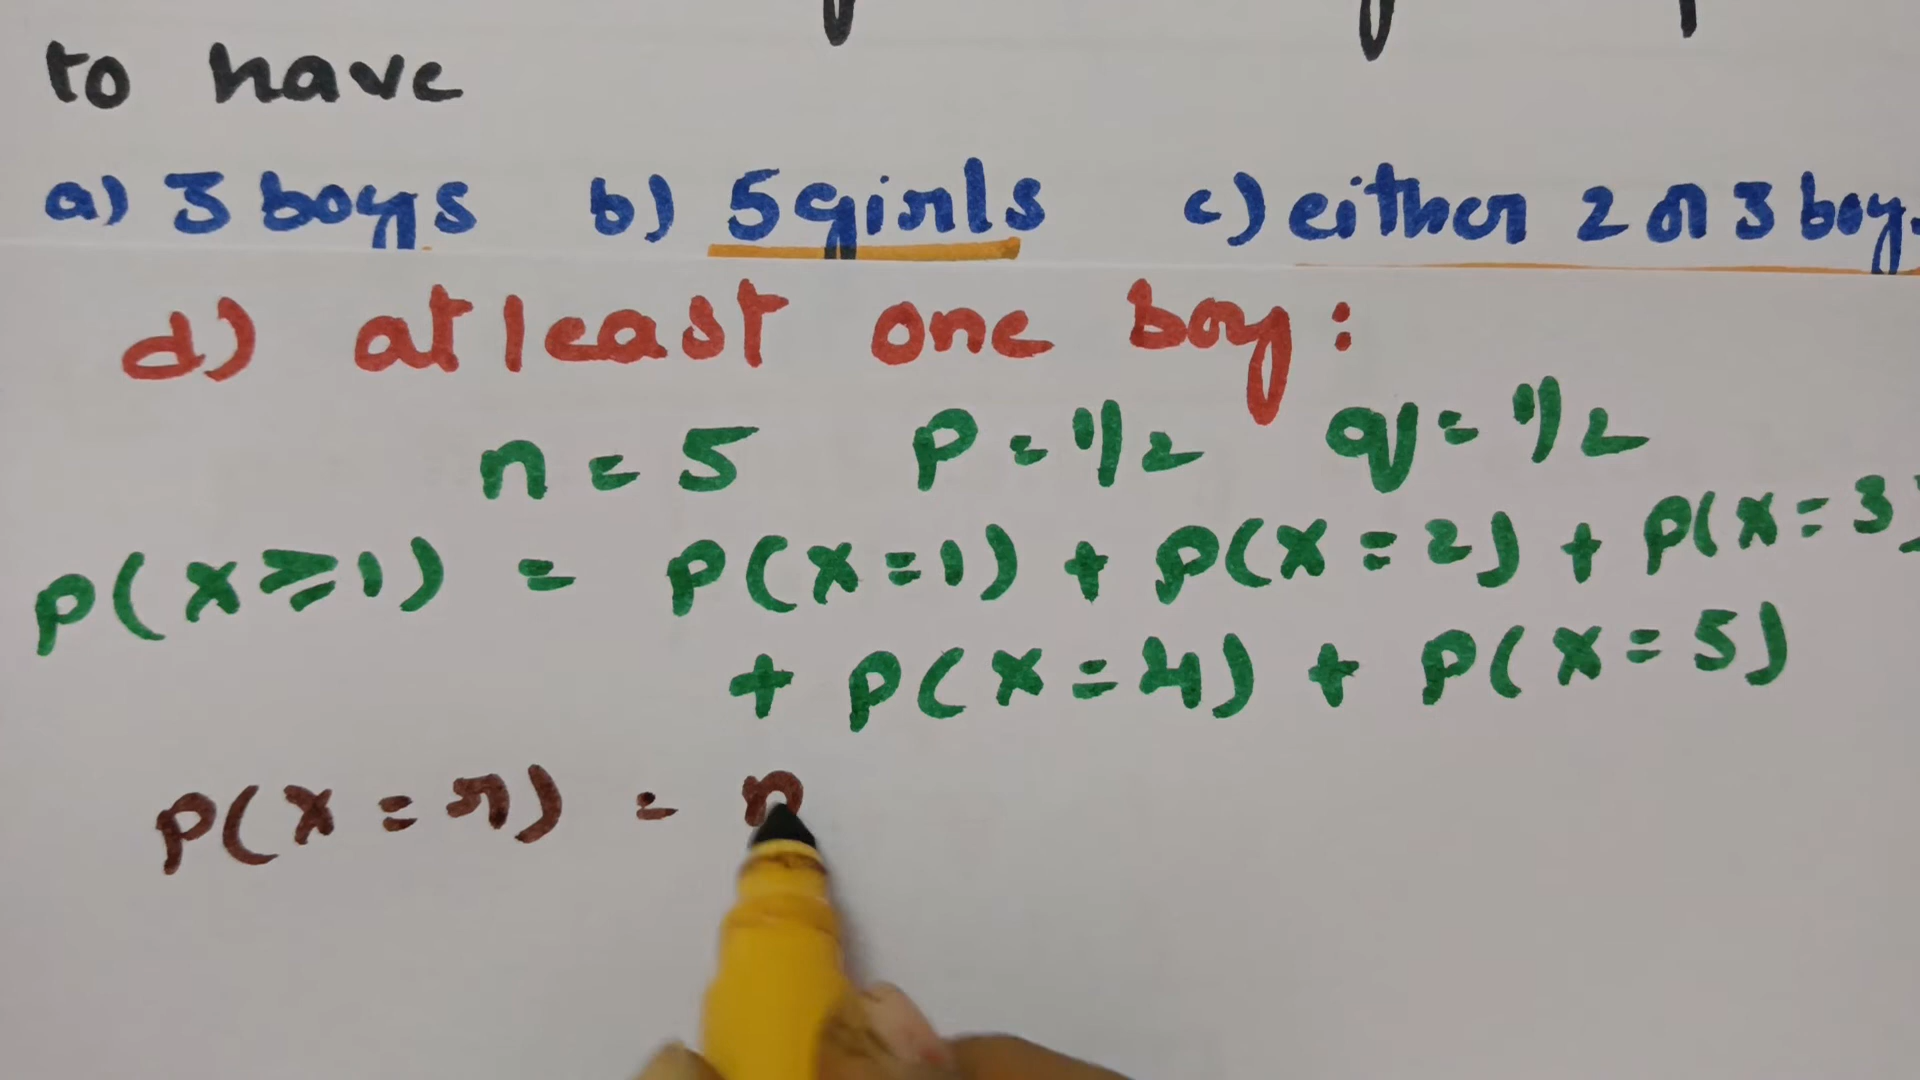 to have
a) 3 boys b) 5 girls c) either 2 or 3 boy
d) atleast one boy:
n = 5 P = 1/2 q = 1/2
P(x≥1) = P(x=1) + P(x=2) + P(x=3)
+ P(x=4) + P(x=5)
P(x=r) = n